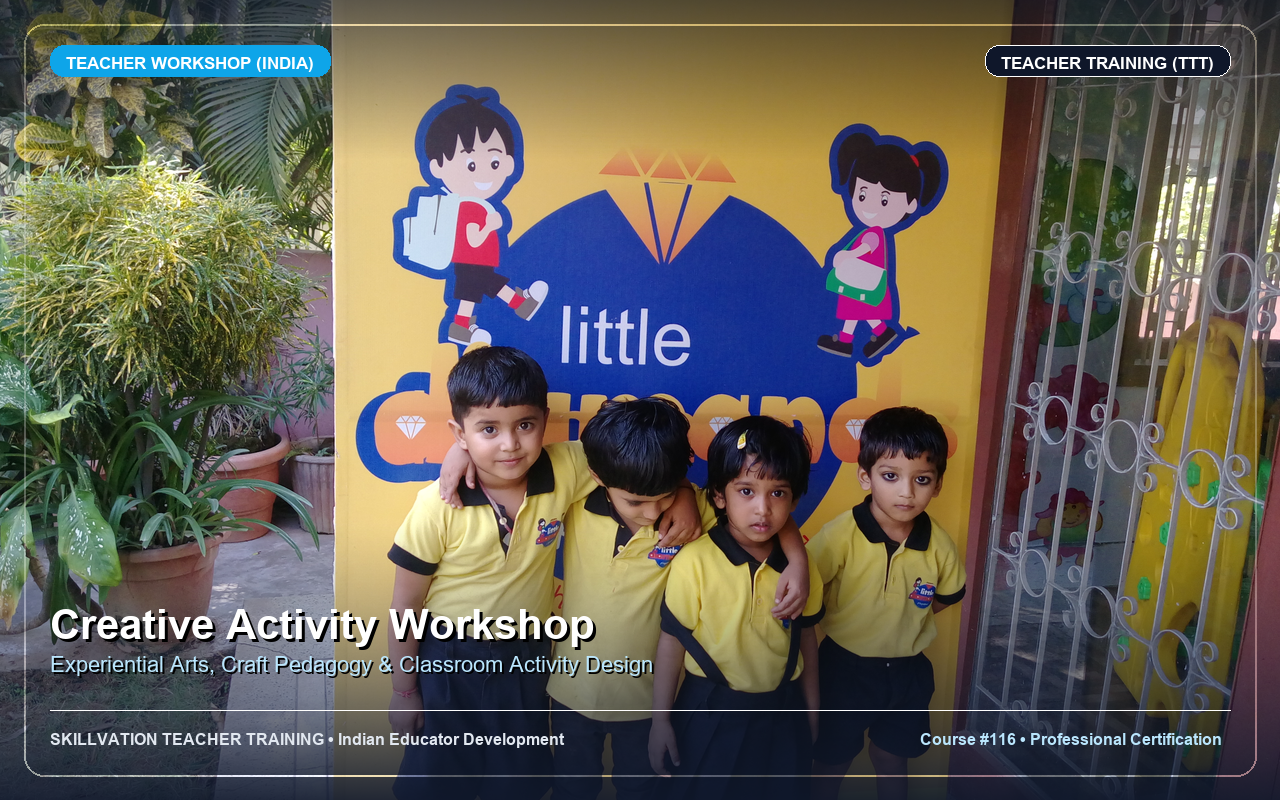 TEACHER WORKSHOP (INDIA)
TEACHER TRAINING (TTT)
little
Creative Activity Workshop
Experiential Arts, Craft Pedagogy & Classroom Activity Design
SKILLVATION TEACHER TRAINING • Indian Educator Development
Course #116 • Professional Certification